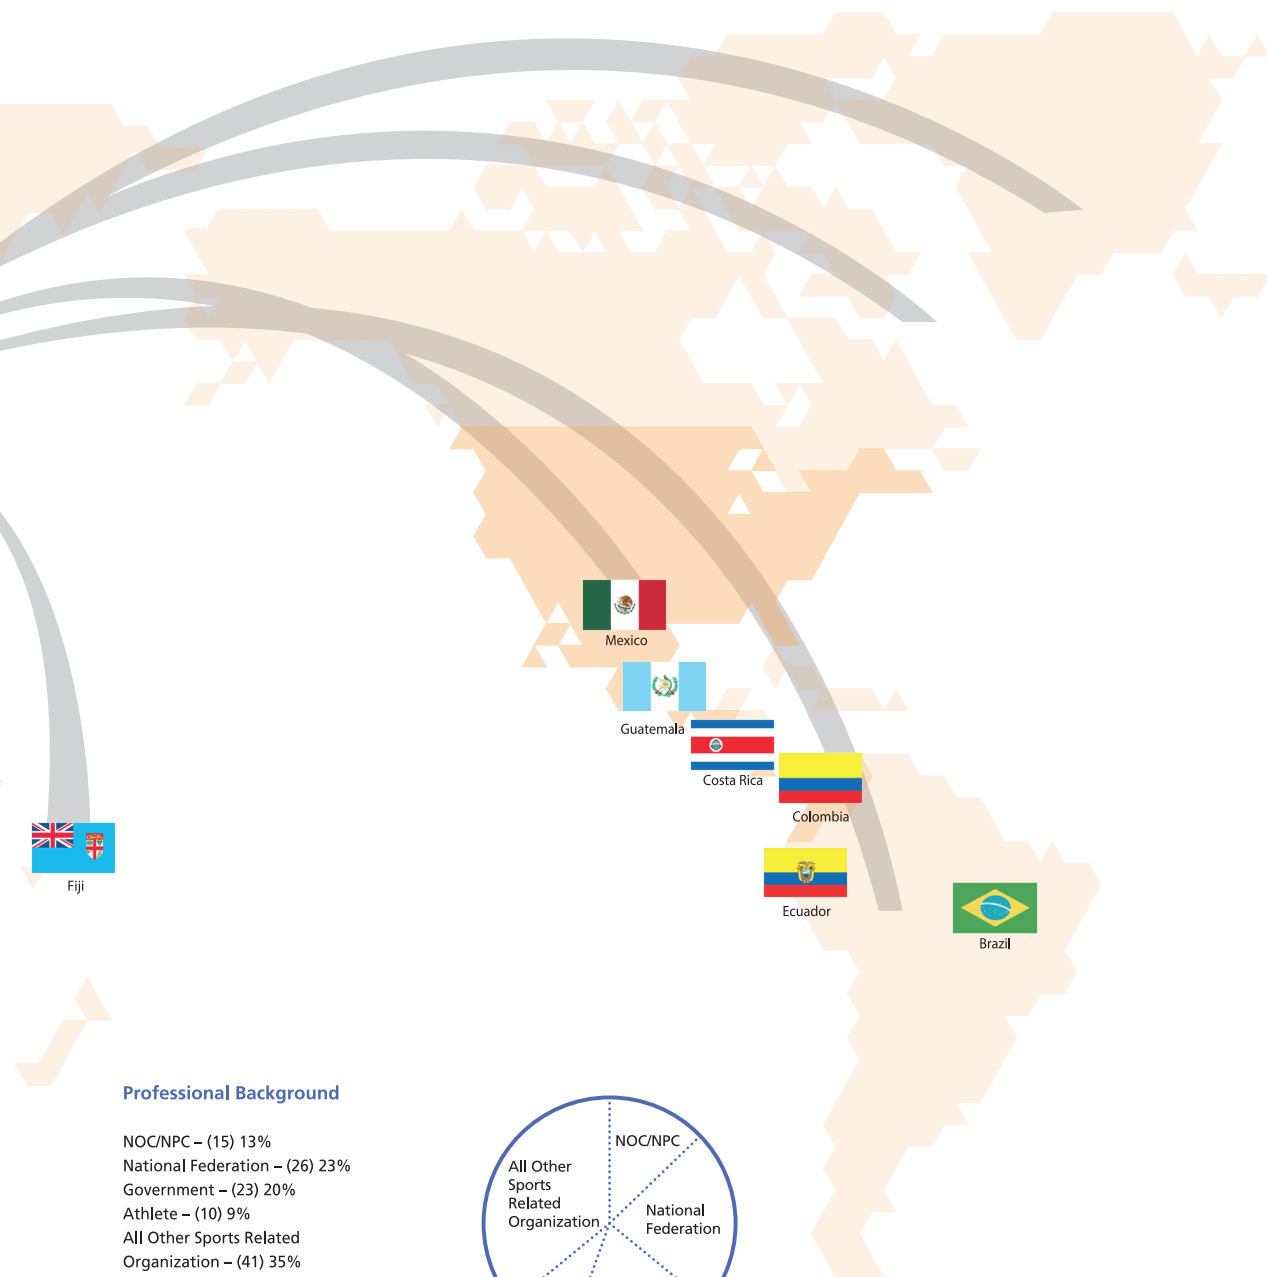 Mexico
Guatemala
Costa Rica
Colombia
Fiji
Ecuador
Brazil
Professional Background
NOC/NPC – (15) 13%
National Federation – (26) 23%
Government – (23) 20%
Athlete – (10) 9%
All Other Sports Related
Organization – (41) 35%
NOC/NPC
All Other
Sports
Related
Organization
National
Federation